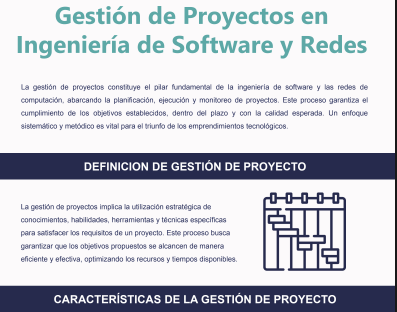 Gestión de Proyectos en
Ingeniería de Software y Redes
La gestión de proyectos constituye el pilar fundamental de la ingeniería de software y las redes de
computación, abarcando la planificación, ejecución y monitoreo de proyectos. Este proceso garantiza el
cumplimiento de los objetivos establecidos, dentro del plazo y con la calidad esperada. Un enfoque
sistemático y metódico es vital para el triunfo de los emprendimientos tecnológicos.
DEFINICION DE GESTIÓN DE PROYECTO
La gestión de proyectos implica la utilización estratégica de
conocimientos, habilidades, herramientas y técnicas específicas
para satisfacer los requisitos de un proyecto. Este proceso busca
garantizar que los objetivos propuestos se alcancen de manera
eficiente y efectiva, optimizando los recursos y tiempos disponibles.
CARACTERÍSTICAS DE LA GESTIÓN DE PROYECTO